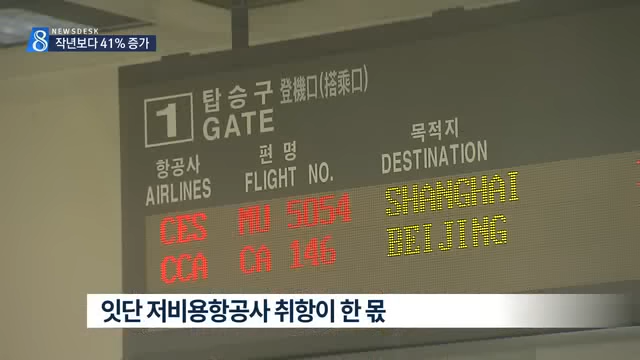 8 NEWSDESK
작년보다 41% 증가
1 탑승구 登機口(搭乘口)
GATE
항공사 편명 목적지
AIRLINES FLIGHT NO. DESTINATION
CES MU 5054 SHANGHAI
CCA CA 146 BEIJING
잇단 저비용항공사 취항이 한 몫